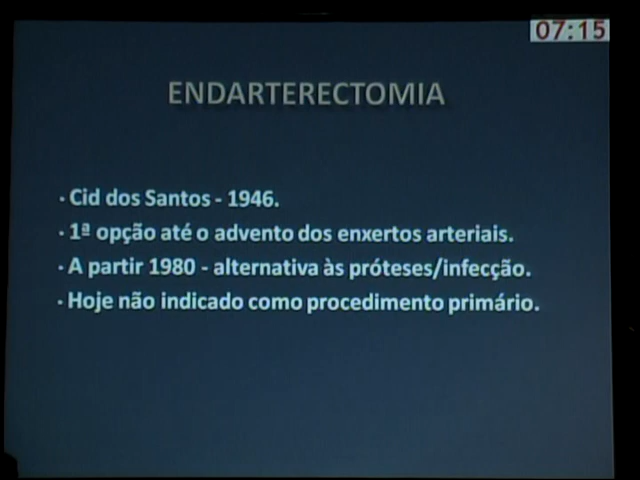 07:15
ENDARTERECTOMIA
• Cid dos Santos - 1946.
• 1ª opção até o advento dos enxertos arteriais.
• A partir 1980 - alternativa às próteses/infecção.
• Hoje não indicado como procedimento primário.